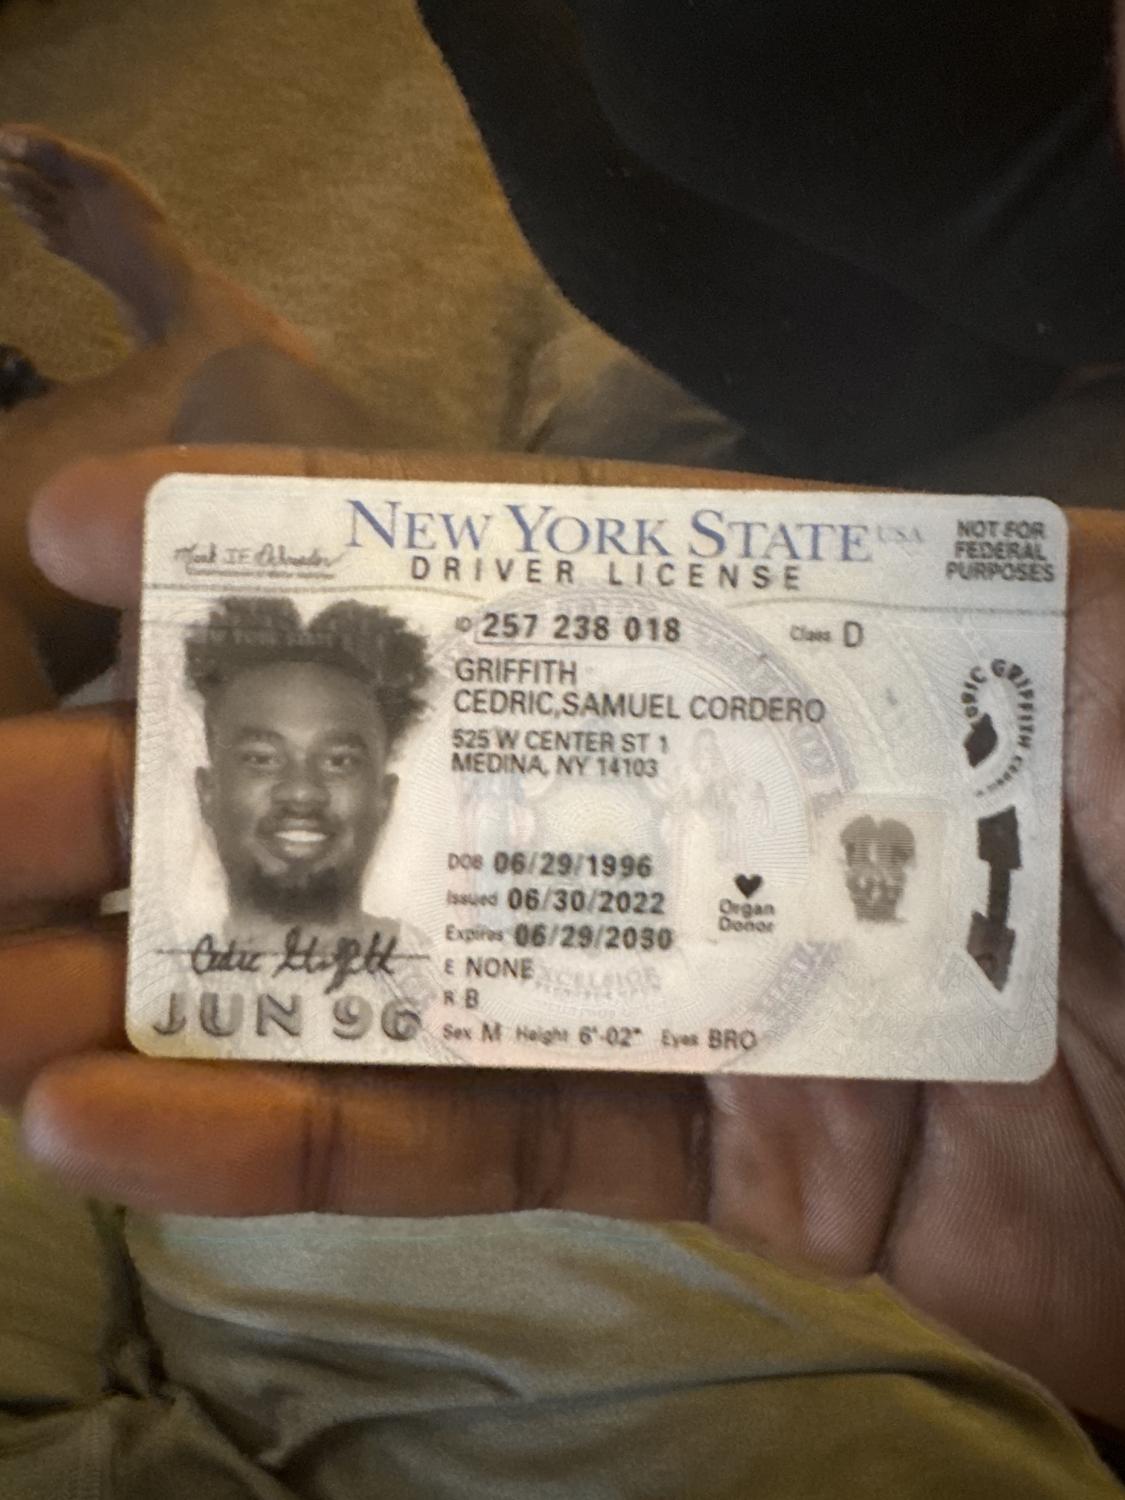 NEW YORK STATE USA
DRIVER LICENSE
NOT FOR
FEDERAL
PURPOSES
ID 257 238 018
Class D
GRIFFITH
CEDRIC,SAMUEL CORDERO
525 W CENTER ST 1
MEDINA, NY 14103
DOB 06/29/1996
Issued 06/30/2022
Expires 06/29/2030
E NONE
R B
Sex M Height 6'-02" Eyes BRO
Organ
Donor
JUN 96
EXCELSIOR